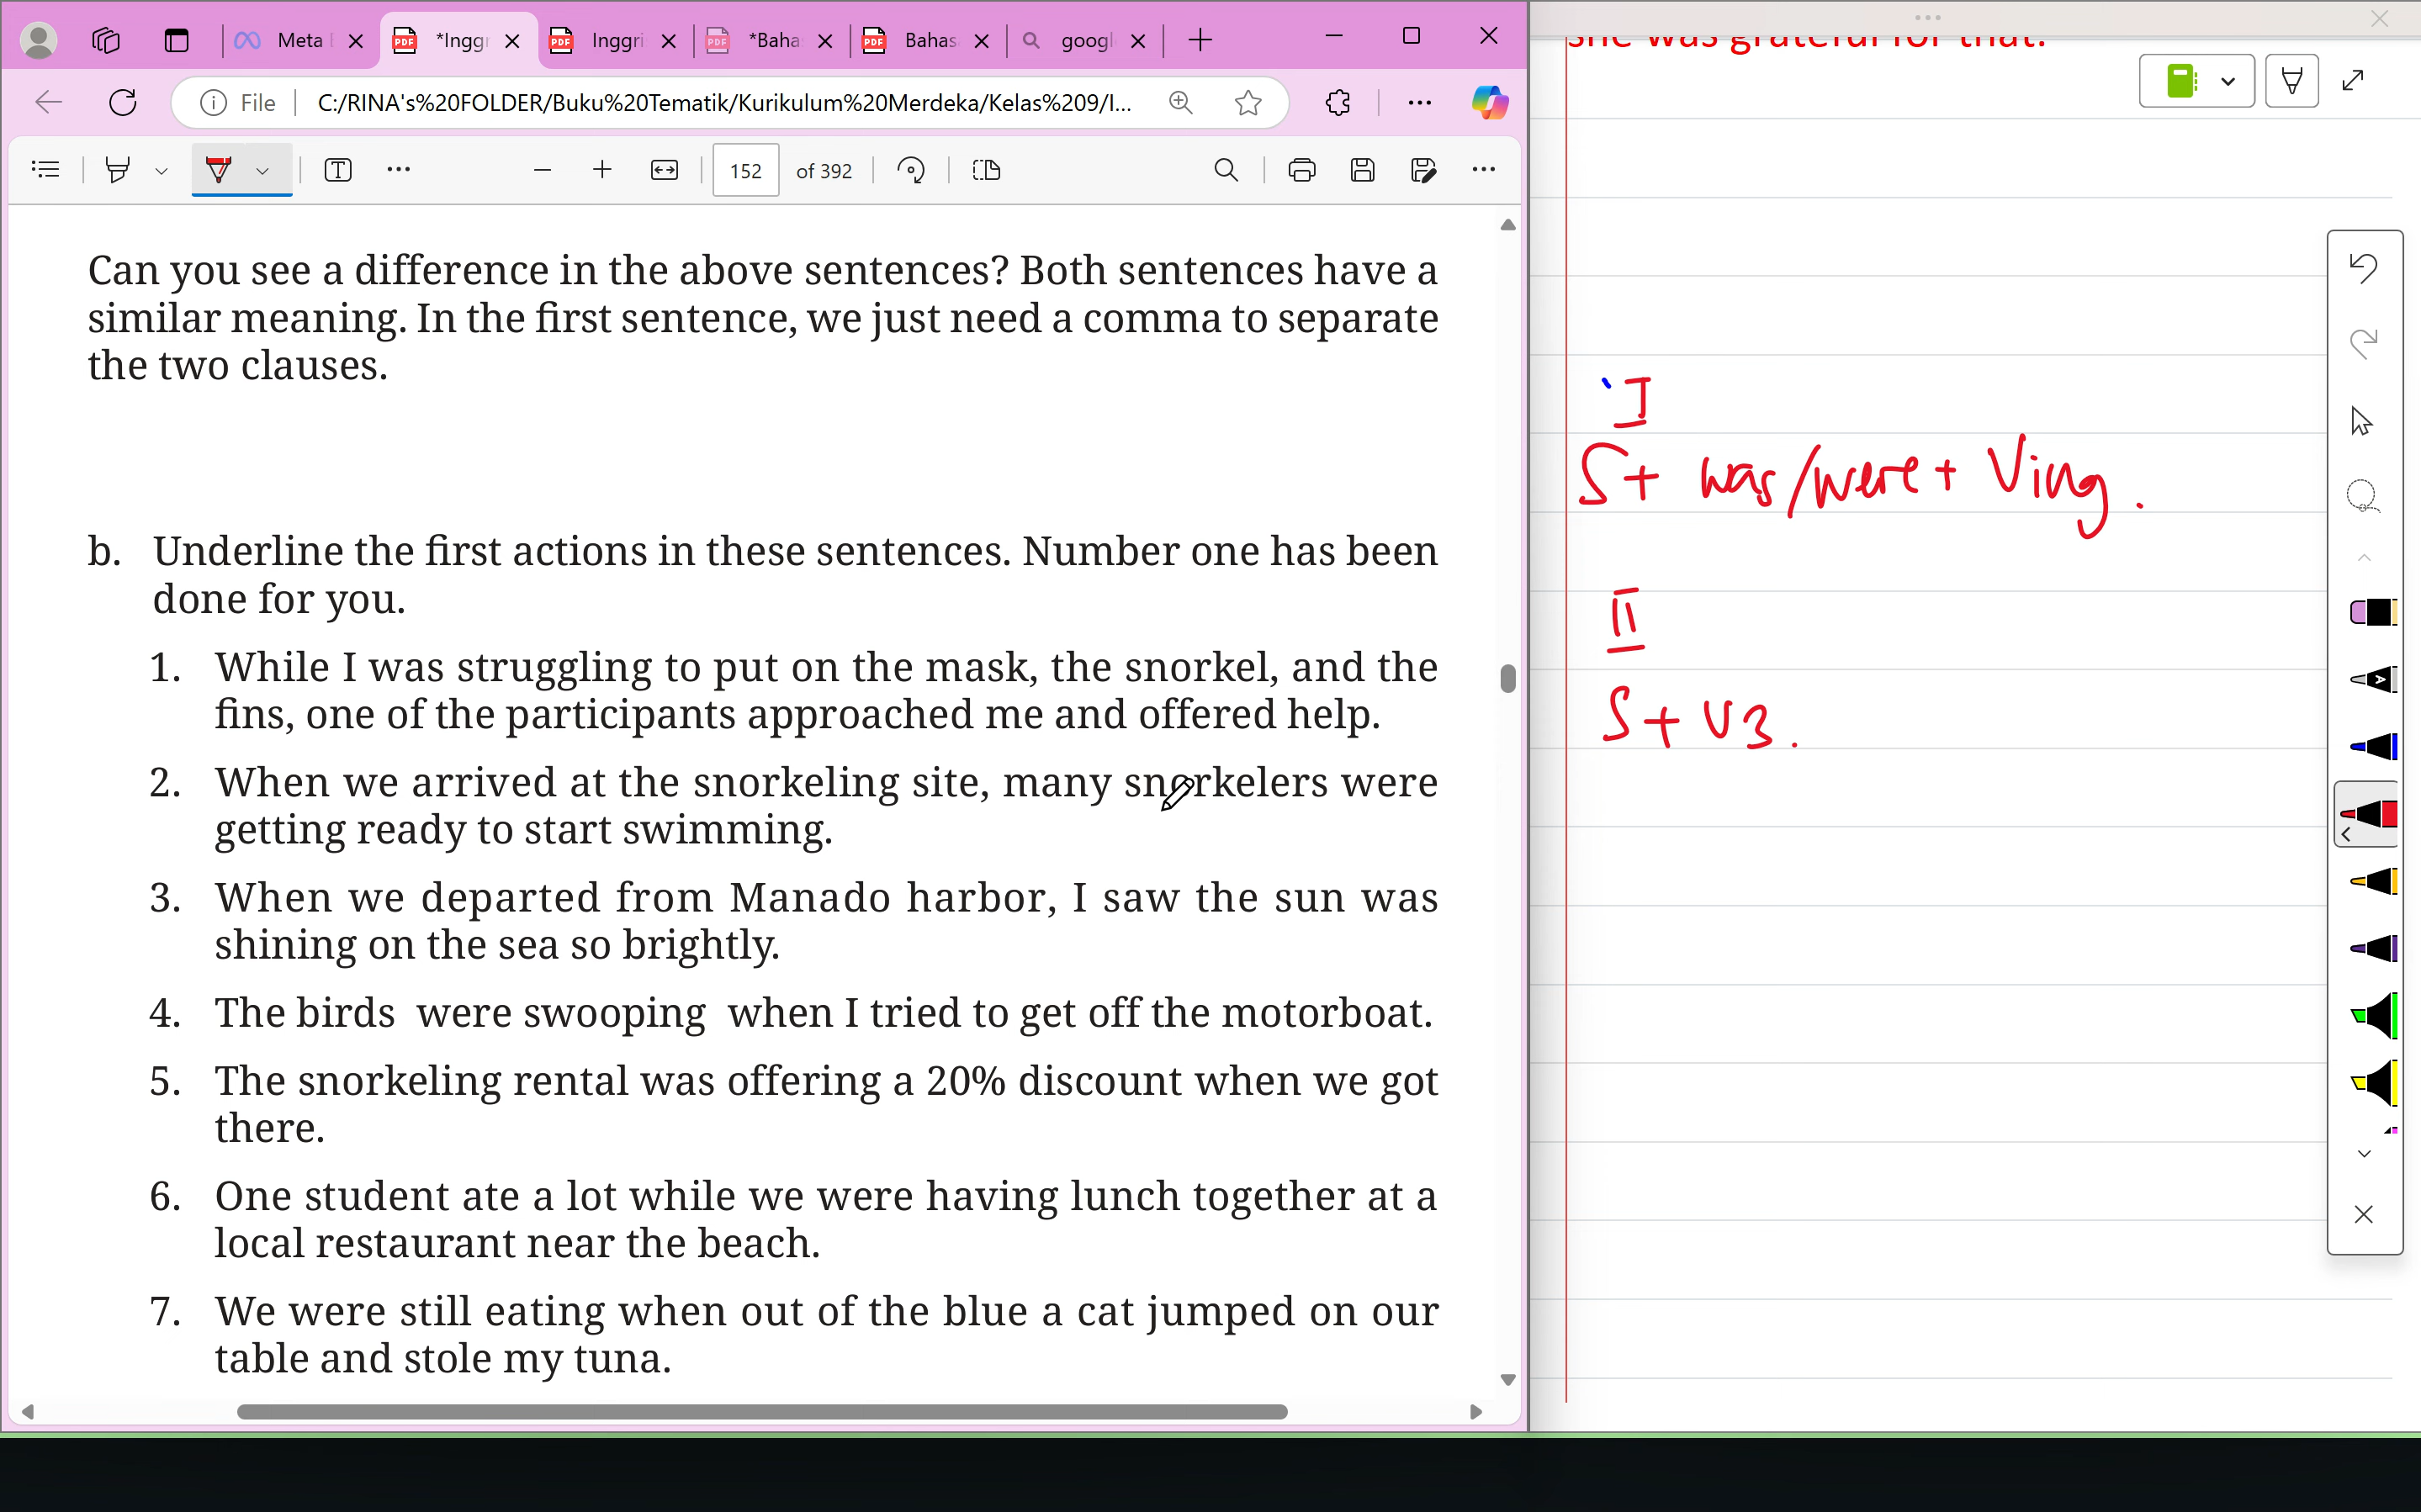 Meta
*Inggr
Inggri
*Baha
Bahas
googl
she was grateful for that.
File
C:/RINA's%20FOLDER/Buku%20Tematik/Kurikulum%20Merdeka/Kelas%209/I...
152 of 392
Can you see a difference in the above sentences? Both sentences have a
similar meaning. In the first sentence, we just need a comma to separate
the two clauses.
b. Underline the first actions in these sentences. Number one has been
done for you.
1. While I was struggling to put on the mask, the snorkel, and the
fins, one of the participants approached me and offered help.
2. When we arrived at the snorkeling site, many snorkelers were
getting ready to start swimming.
3. When we departed from Manado harbor, I saw the sun was
shining on the sea so brightly.
4. The birds were swooping when I tried to get off the motorboat.
5. The snorkeling rental was offering a 20% discount when we got
there.
6. One student ate a lot while we were having lunch together at a
local restaurant near the beach.
7. We were still eating when out of the blue a cat jumped on our
table and stole my tuna.
I
S + was/were + Ving.
II
S + V3.